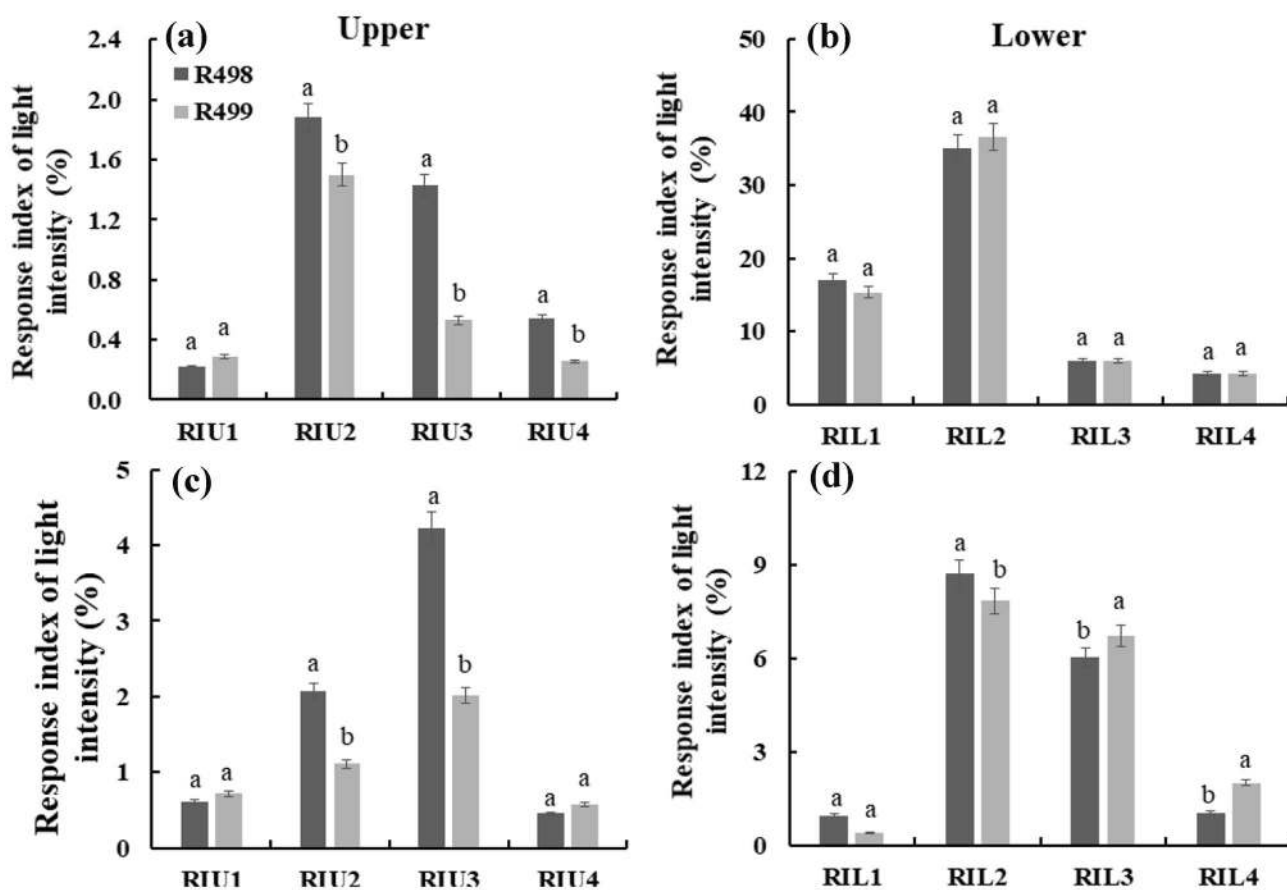 (a)
Upper
Response index of light
intensity (%)
2.4
2.0
1.6
1.2
0.8
0.4
0.0
R498
R499
a
a
a
b
a
b
a
b
RIU1
RIU2
RIU3
RIU4
(b)
Lower
Response index of light
intensity (%)
50
40
30
20
10
0
a
a
a
a
a
a
a
a
RIL1
RIL2
RIL3
RIL4
(c)
Response index of light
intensity (%)
5
4
3
2
1
0
a
a
a
b
a
b
a
a
RIU1
RIU2
RIU3
RIU4
(d)
Response index of light
intensity (%)
12
9
6
3
0
a
a
a
b
b
a
b
a
RIL1
RIL2
RIL3
RIL4